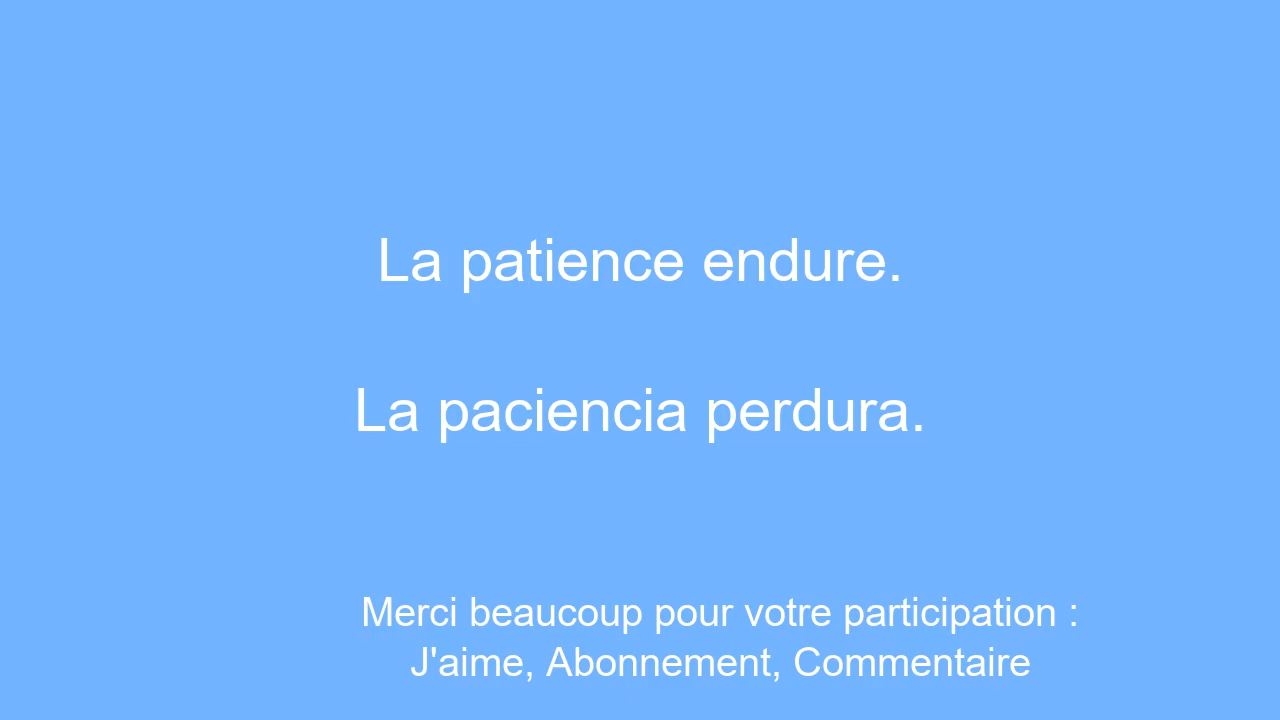 La patience endure.
La paciencia perdura.
Merci beaucoup pour votre participation :
J'aime, Abonnement, Commentaire